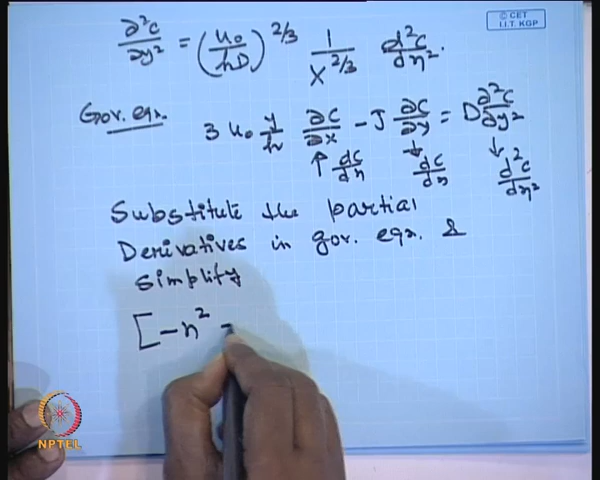 © CET
I.I.T. KGP
∂²c/∂y² = (u₀/hD)^2/3 1/x^2/3 d²c/dη².
Gov. eqn.
3 u₀ y/h ∂c/∂x − J ∂c/∂y = D ∂²c/∂y²
↑ dc/dη ↓ dc/dη ↓ d²c/dη²
Substitute the partial
Derivatives in gov. eqn. &
simplify
[−η² −
NPTEL